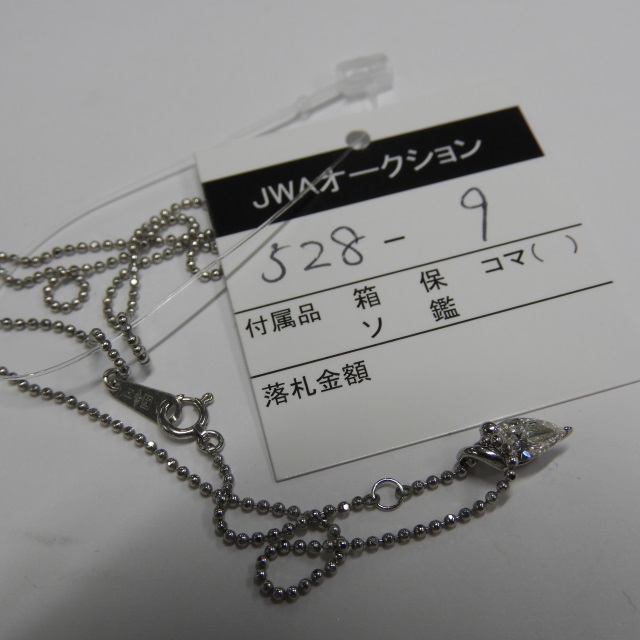 JWAオークション
528-9
付属品 箱 保 コマ( )
ソ 鑑
落札金額